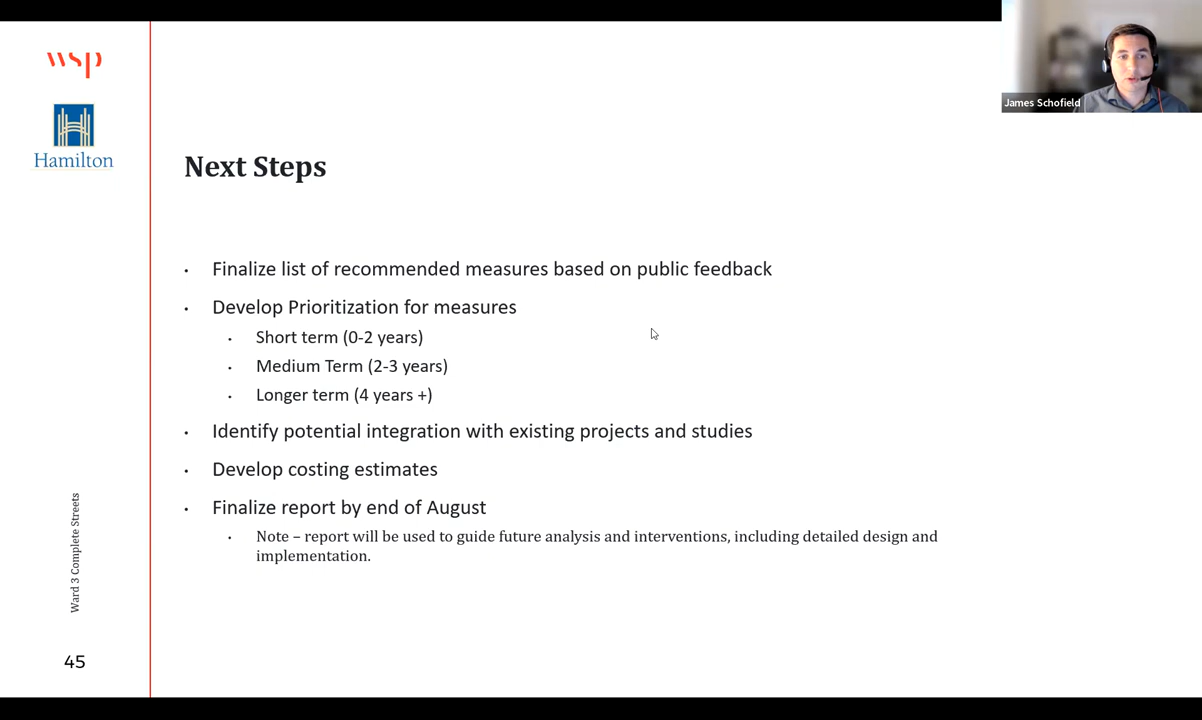 wsp
James Schofield
Hamilton
Next Steps
• Finalize list of recommended measures based on public feedback
• Develop Prioritization for measures
• Short term (0-2 years)
• Medium Term (2-3 years)
• Longer term (4 years +)
• Identify potential integration with existing projects and studies
• Develop costing estimates
• Finalize report by end of August
• Note – report will be used to guide future analysis and interventions, including detailed design and
implementation.
Ward 3 Complete Streets
45